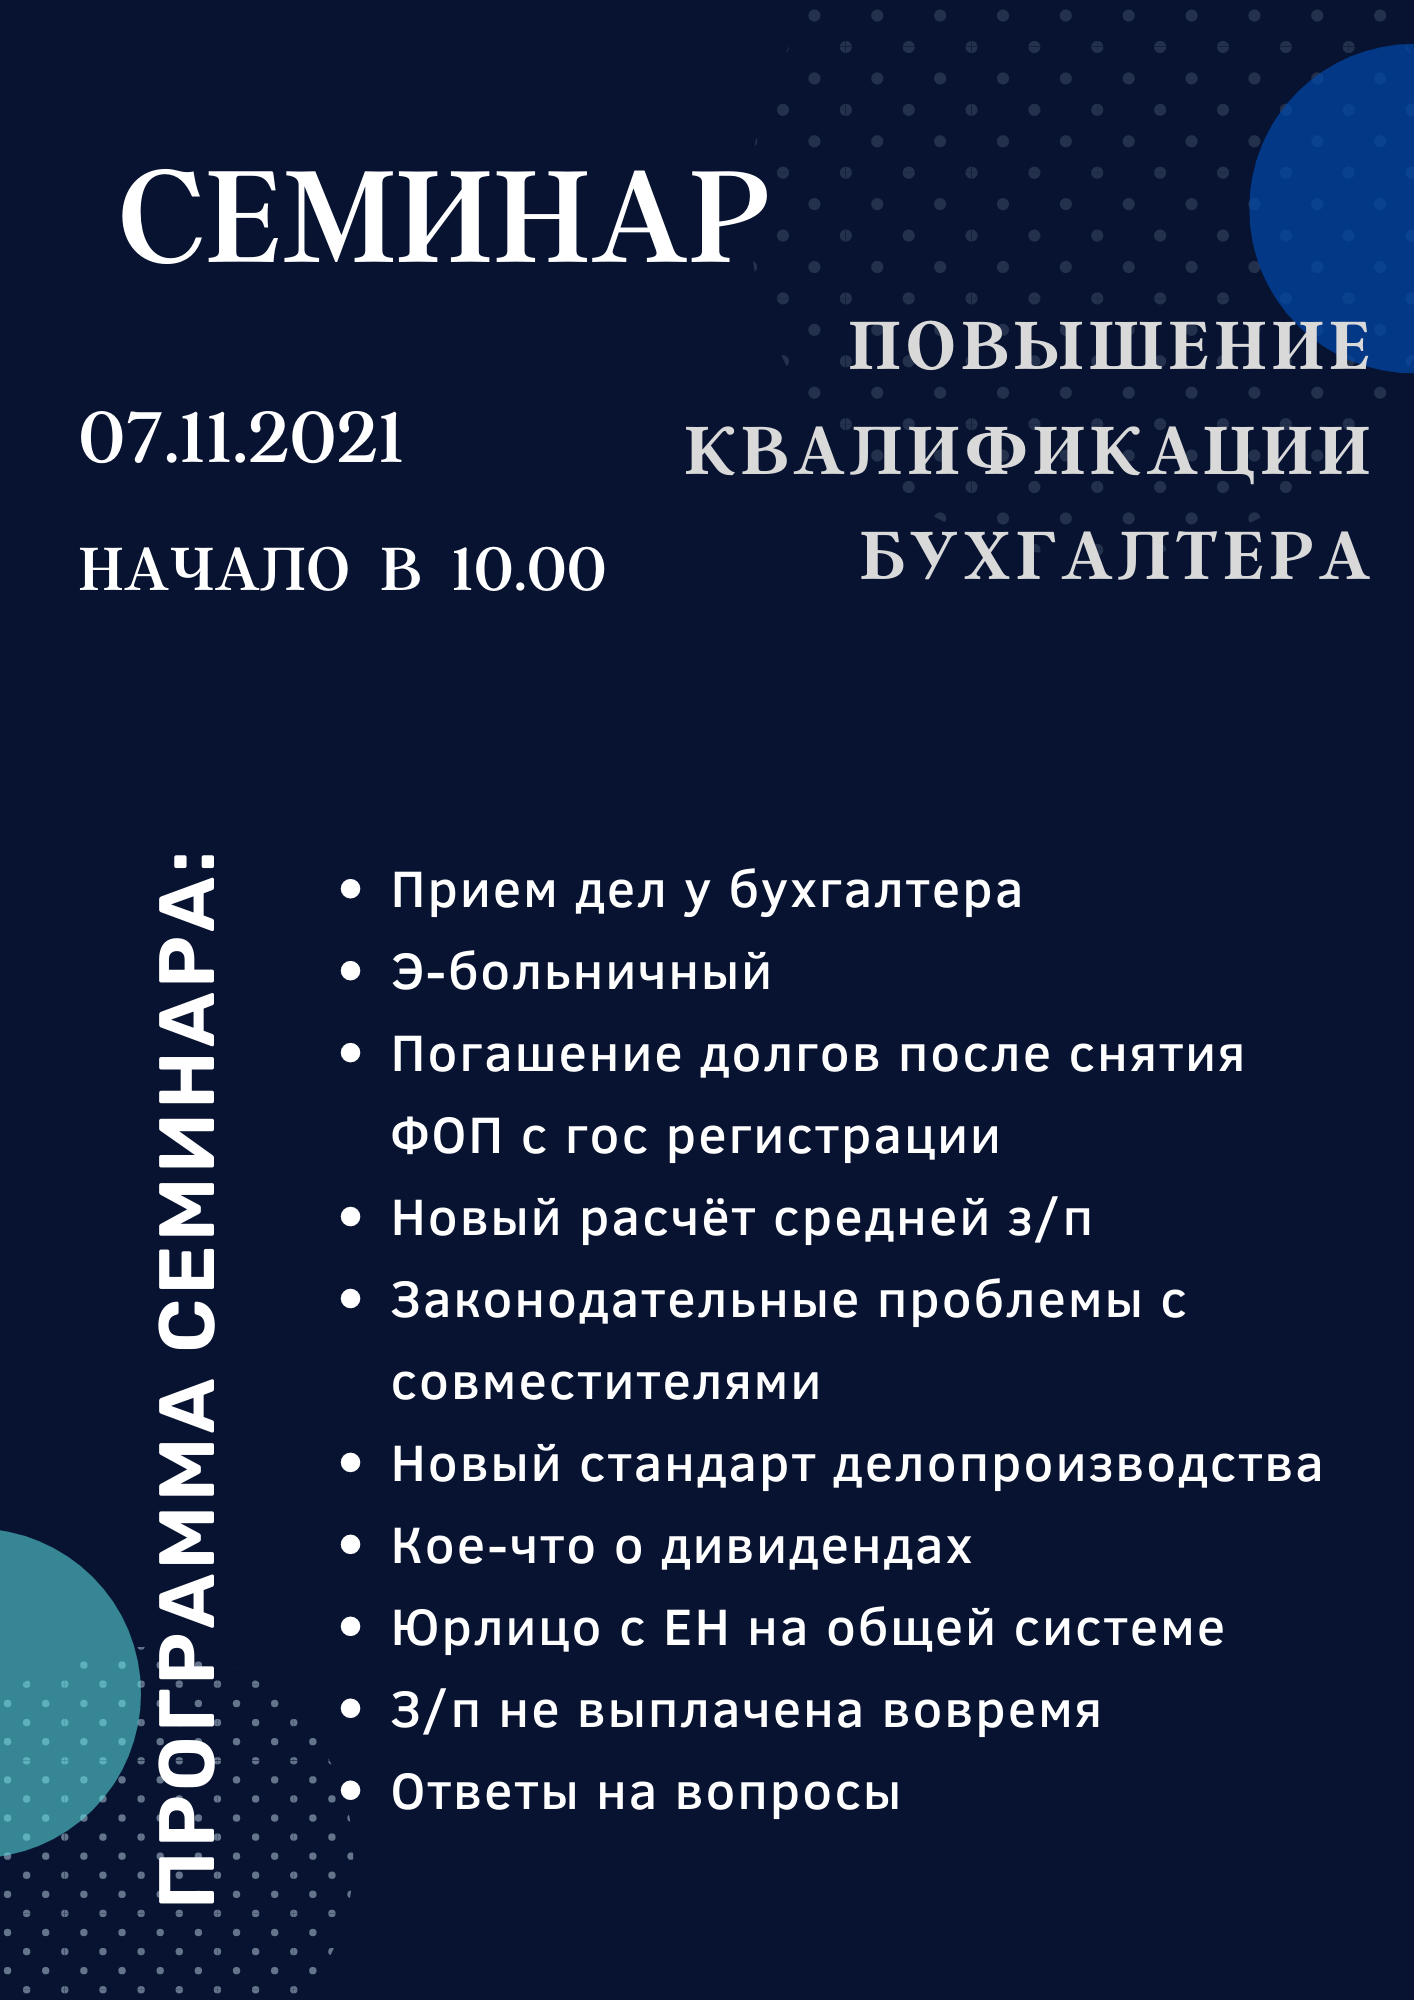 СЕМИНАР
ПОВЫШЕНИЕ
КВАЛИФИКАЦИИ
БУХГАЛТЕРА
07.11.2021
НАЧАЛО В 10.00
ПРОГРАММА СЕМИНАРА:
• Прием дел у бухгалтера
• Э-больничный
• Погашение долгов после снятия
ФОП с гос регистрации
• Новый расчёт средней з/п
• Законодательные проблемы с
совместителями
• Новый стандарт делопроизводства
• Кое-что о дивидендах
• Юрлицо с ЕН на общей системе
• З/п не выплачена вовремя
• Ответы на вопросы